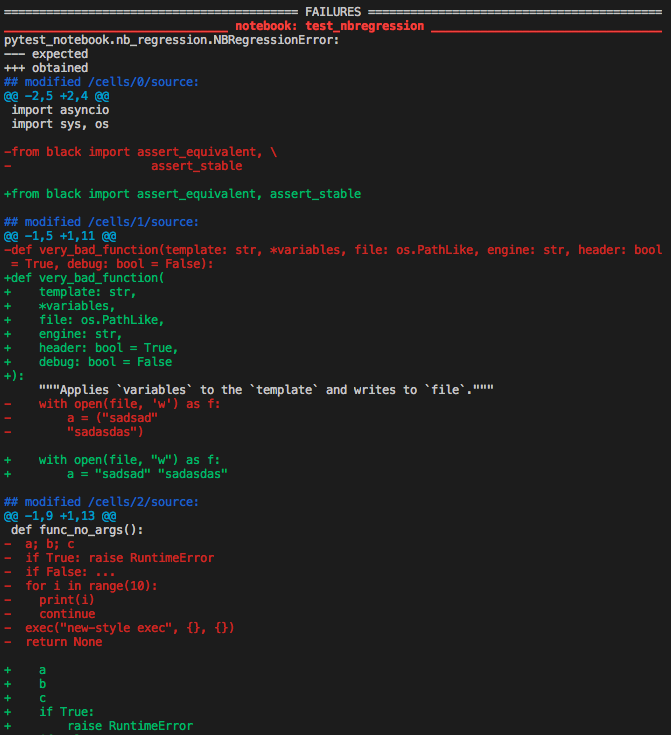 ========================================== FAILURES ==========================================
________________________________ notebook: test_nbregression _____________________________________
pytest_notebook.nb_regression.NBRegressionError:
--- expected
+++ obtained
## modified /cells/0/source:
@@ -2,5 +2,4 @@
 import asyncio
 import sys, os

-from black import assert_equivalent, \
-                    assert_stable

+from black import assert_equivalent, assert_stable

## modified /cells/1/source:
@@ -1,5 +1,11 @@
-def very_bad_function(template: str, *variables, file: os.PathLike, engine: str, header: bool
 = True, debug: bool = False):
+def very_bad_function(
+    template: str,
+    *variables,
+    file: os.PathLike,
+    engine: str,
+    header: bool = True,
+    debug: bool = False
+):
     """Applies `variables` to the `template` and writes to `file`."""
-    with open(file, 'w') as f:
-        a = ("sadsad"
-        "sadasdas")

+    with open(file, "w") as f:
+        a = "sadsad" "sadasdas"

## modified /cells/2/source:
@@ -1,9 +1,13 @@
 def func_no_args():
-  a; b; c
-  if True: raise RuntimeError
-  if False: ...
-  for i in range(10):
-    print(i)
-    continue
-  exec("new-style exec", {}, {})
-  return None

+    a
+    b
+    c
+    if True:
+        raise RuntimeError